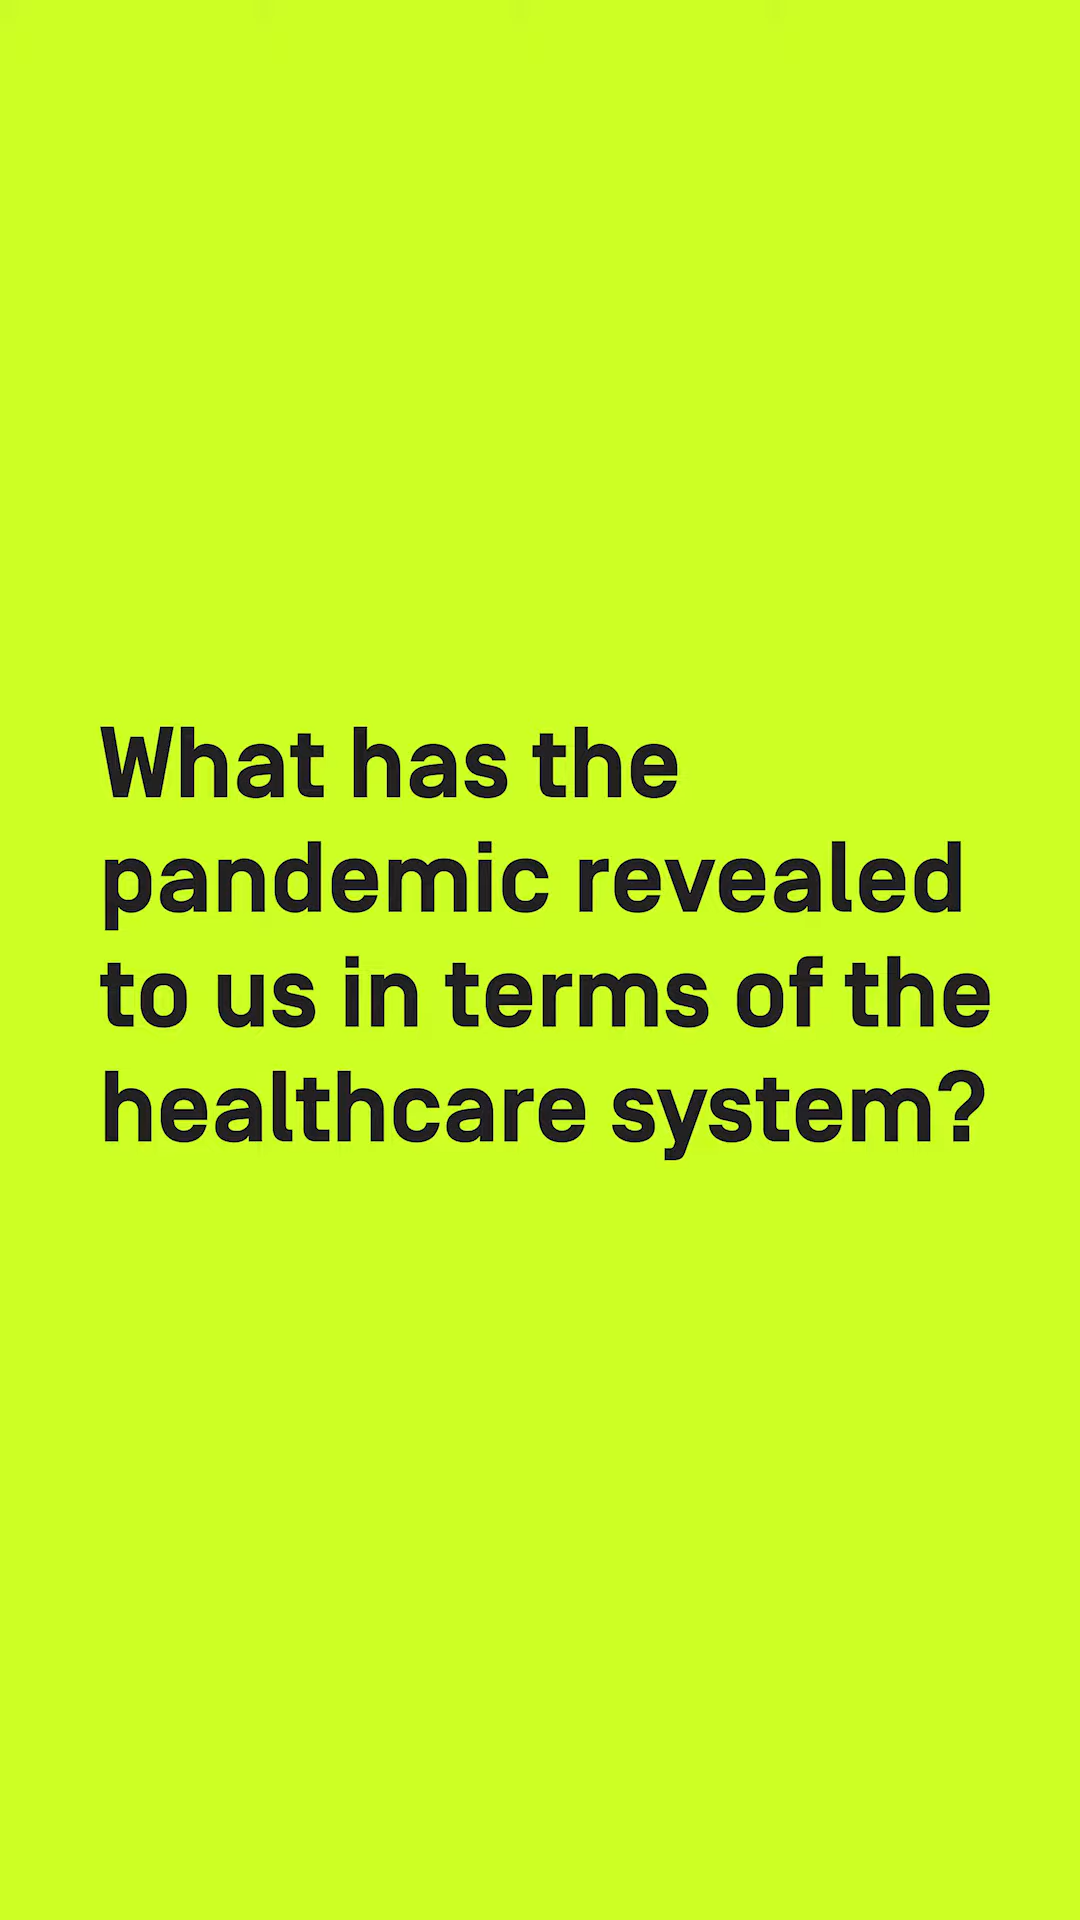 What has the
pandemic revealed
to us in terms of the
healthcare system?